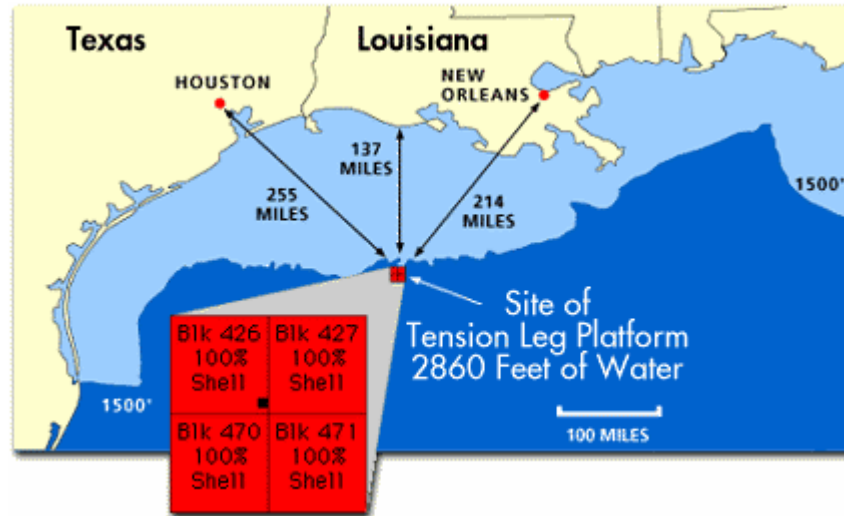 Texas
Louisiana
HOUSTON
NEW
ORLEANS
137
MILES
255
MILES
214
MILES
1500'
Site of
Tension Leg Platform
2860 Feet of Water
Blk 426
100%
Shell
Blk 427
100%
Shell
1500'
Blk 470
100%
Shell
Blk 471
100%
Shell
100 MILES